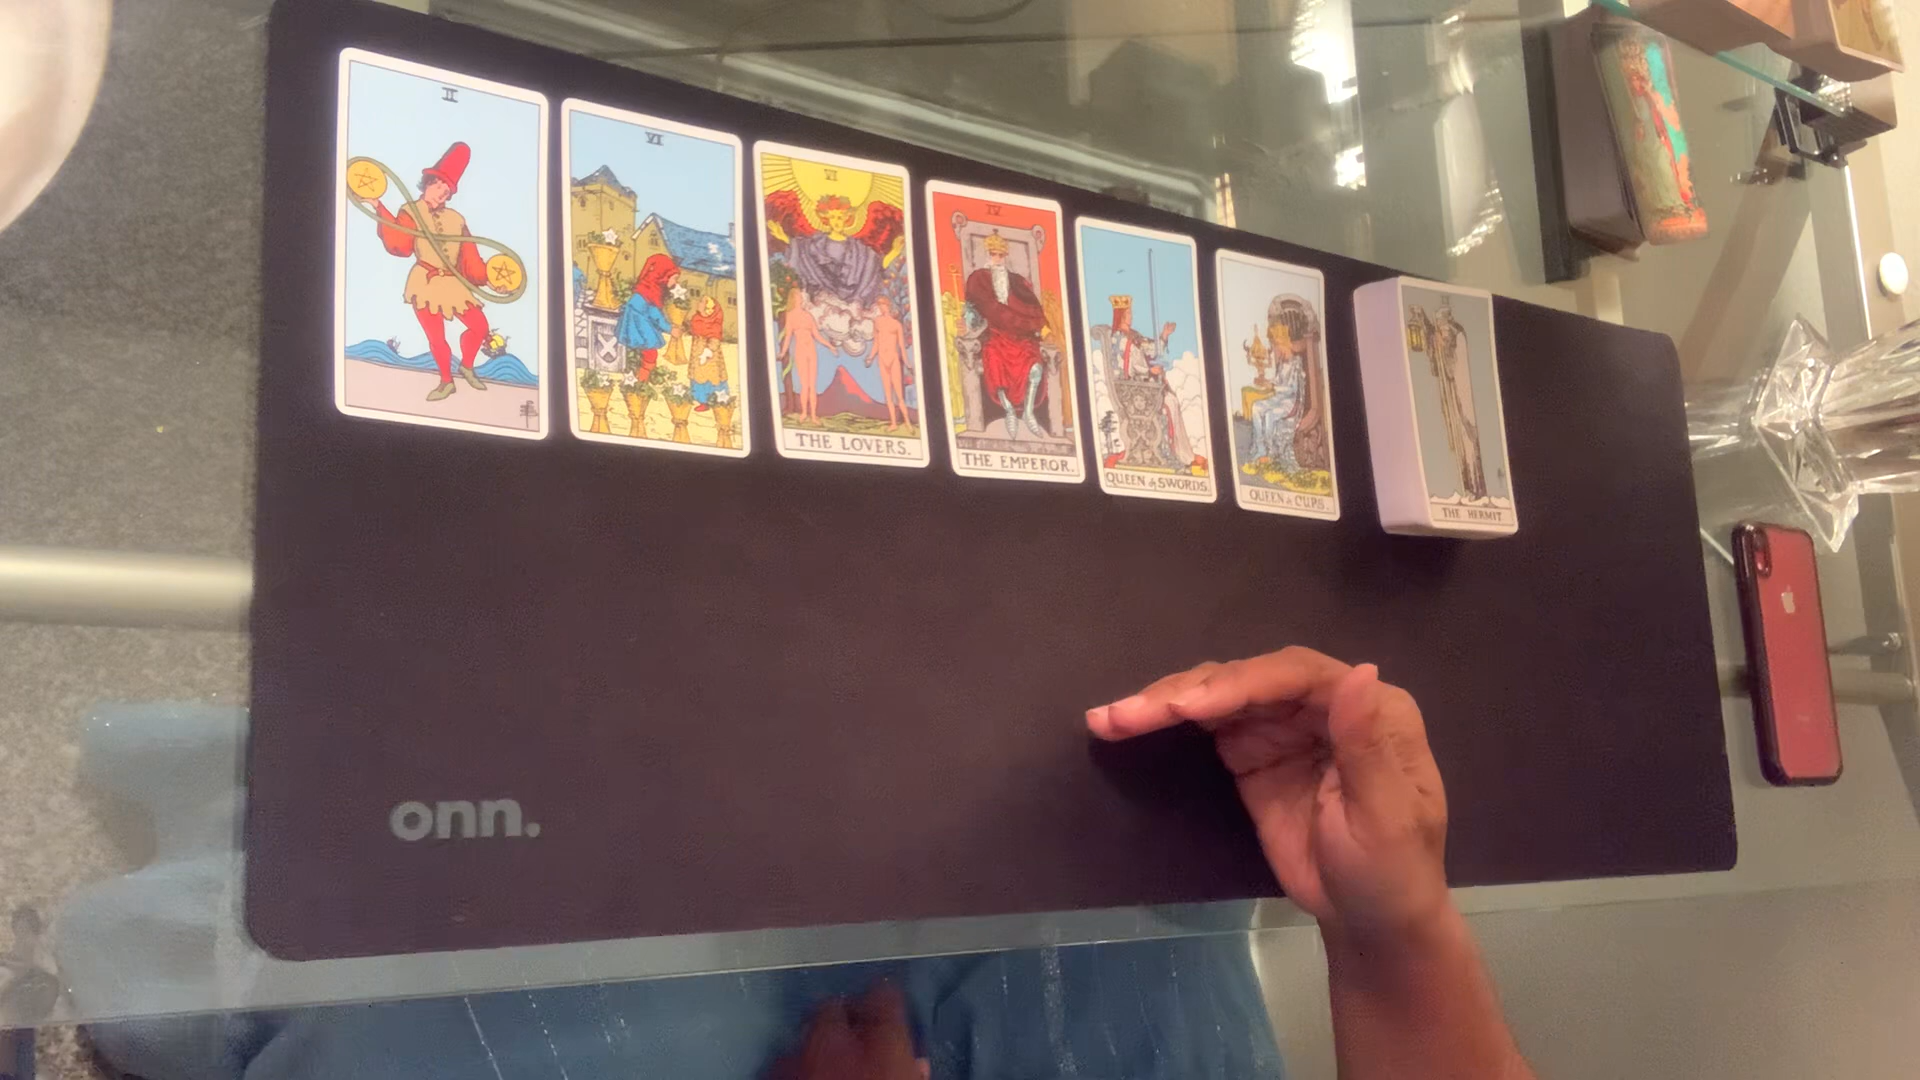 II
VI
VI
THE LOVERS.
IV
THE EMPEROR.
QUEEN of SWORDS.
QUEEN of CUPS.
THE HERMIT
onn.